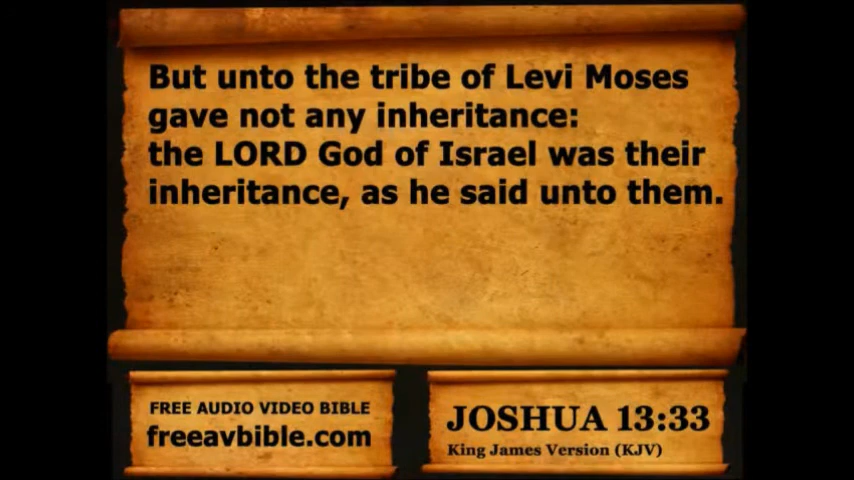 But unto the tribe of Levi Moses
gave not any inheritance:
the LORD God of Israel was their
inheritance, as he said unto them.
FREE AUDIO VIDEO BIBLE
freeavbible.com
JOSHUA 13:33
King James Version (KJV)